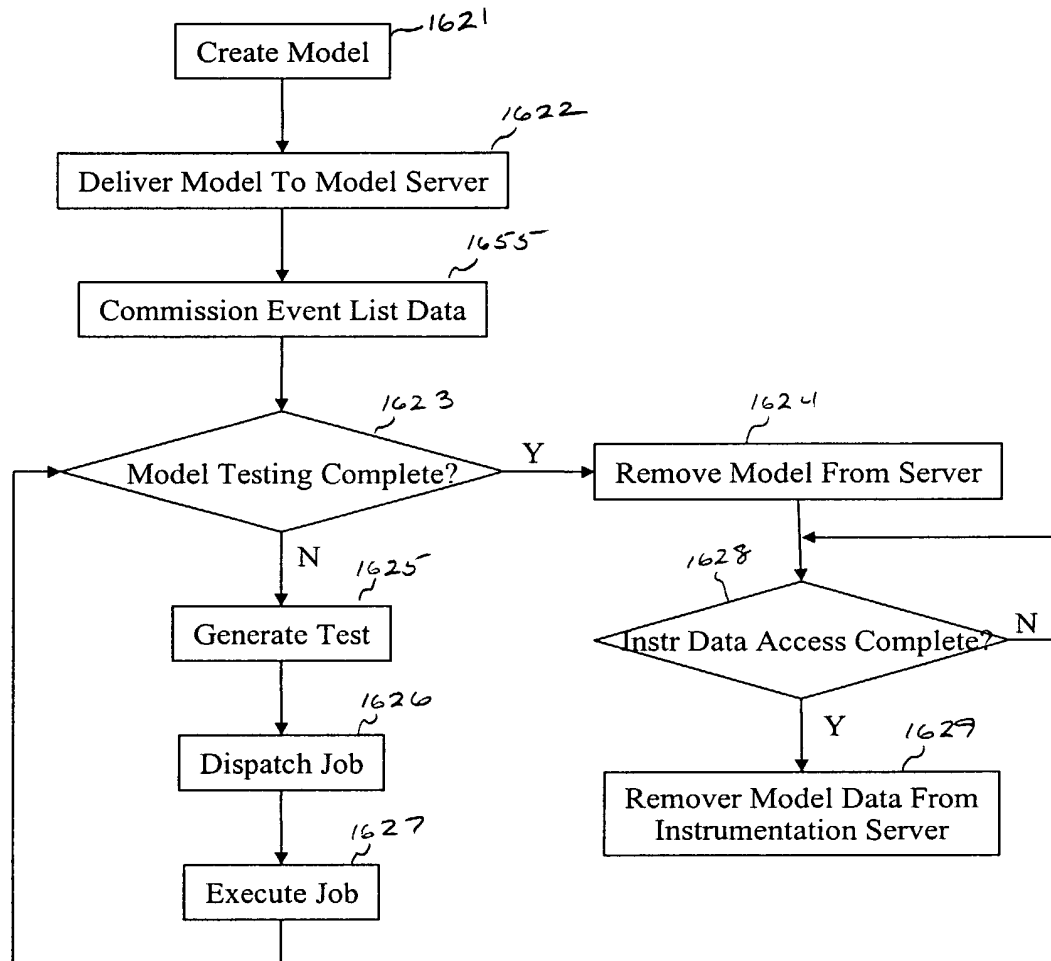 1621
Create Model
1622
Deliver Model To Model Server
1655
Commission Event List Data
1623
Model Testing Complete?
Y
N
1624
Remove Model From Server
1625
Generate Test
1628
Instr Data Access Complete?
N
Y
1626
Dispatch Job
1629
Remover Model Data From
Instrumentation Server
1627
Execute Job